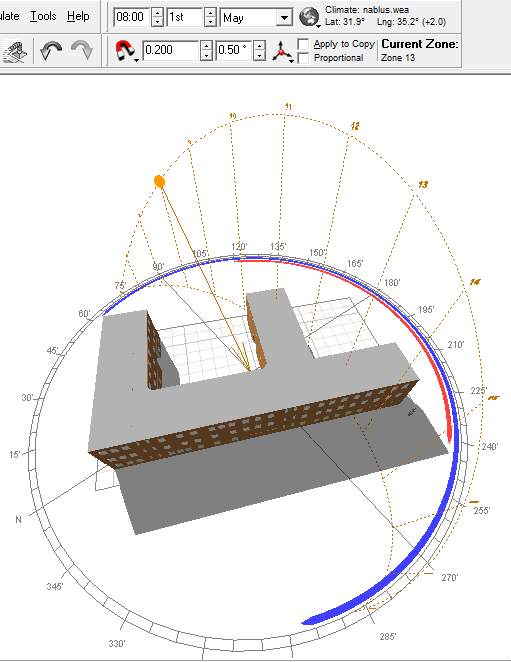 ulate Tools Help
08:00 1st May
Climate: nablus.wea
Lat: 31.9° Lng: 35.2° (+2.0)
0.200 0.50 °
Apply to Copy
Proportional
Current Zone:
Zone 13
11
10
12
9
13
14
15°
30°
45°
60°
75°
90°
105°
120°
135°
150°
165°
180°
195°
210°
225°
240°
255°
270°
285°
330°
345°
N